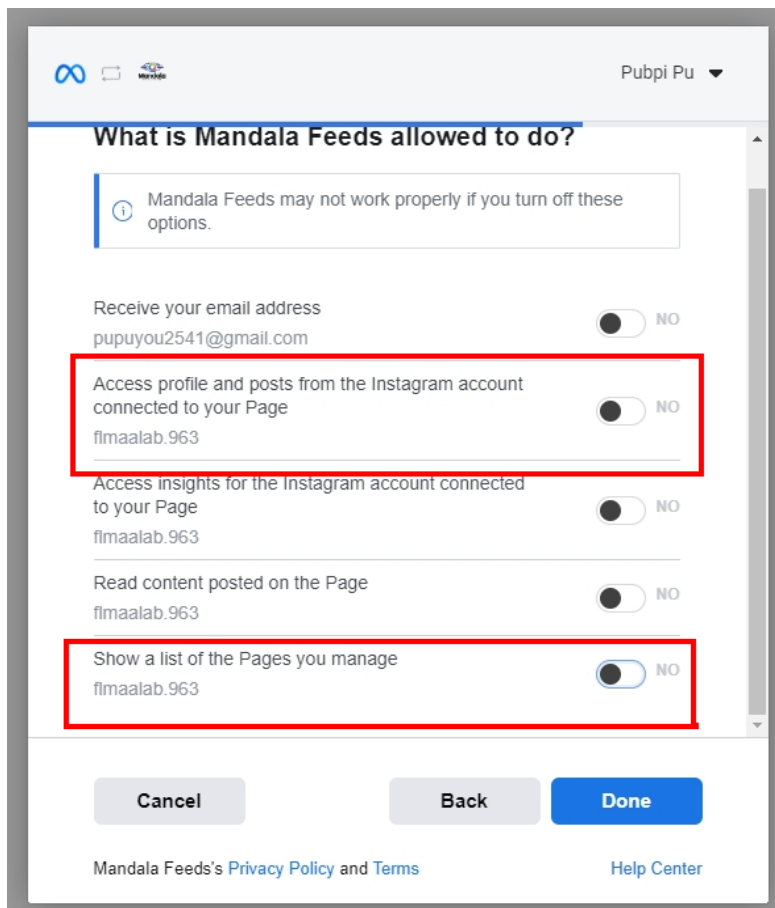 Mandala
Pubpi Pu
What is Mandala Feeds allowed to do?
Mandala Feeds may not work properly if you turn off these
options.
Receive your email address
NO
pupuyou2541@gmail.com
Access profile and posts from the Instagram account
connected to your Page
NO
flmaalab.963
Access insights for the Instagram account connected
to your Page
NO
flmaalab.963
Read content posted on the Page
NO
flmaalab.963
Show a list of the Pages you manage
NO
flmaalab.963
Cancel
Back
Done
Mandala Feeds's Privacy Policy and Terms
Help Center